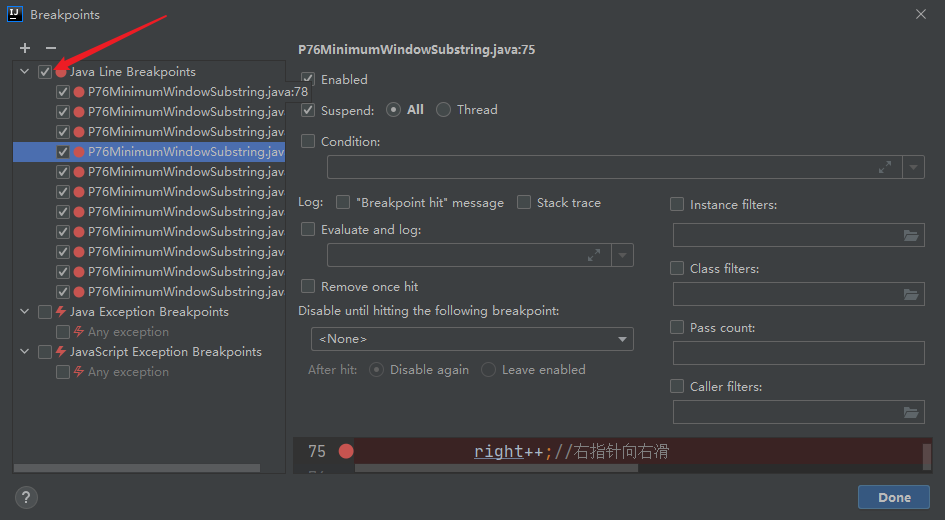 Breakpoints
Java Line Breakpoints
P76MinimumWindowSubstring.java:78
P76MinimumWindowSubstring.jav
P76MinimumWindowSubstring.jav
P76MinimumWindowSubstring.jav
P76MinimumWindowSubstring.jav
P76MinimumWindowSubstring.jav
P76MinimumWindowSubstring.jav
P76MinimumWindowSubstring.jav
P76MinimumWindowSubstring.jav
P76MinimumWindowSubstring.jav
P76MinimumWindowSubstring.jav
Java Exception Breakpoints
Any exception
JavaScript Exception Breakpoints
Any exception
P76MinimumWindowSubstring.java:75
Enabled
Suspend: All Thread
Condition:
Log: "Breakpoint hit" message Stack trace
Evaluate and log:
Remove once hit
Disable until hitting the following breakpoint:
<None>
After hit: Disable again Leave enabled
Instance filters:
Class filters:
Pass count:
Caller filters:
75 right++;//右指针向右滑
? Done